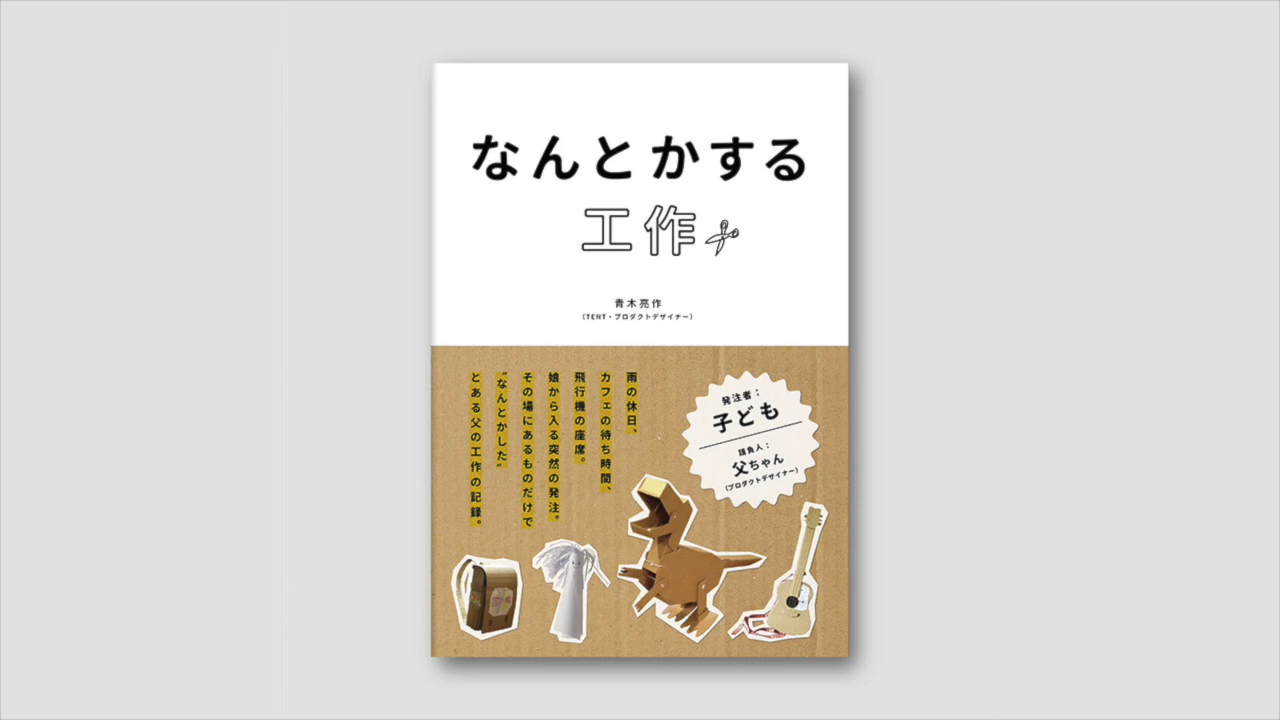 なんとかする
工作
青木亮作
(TENT・プロダクトデザイナー)
発注者:
子ども
請負人:
父ちゃん
(プロダクトデザイナー)
雨の休日、
カフェの待ち時間、
飛行機の座席。
娘から入る突然の発注。
その場にあるものだけで
“なんとかした”
とある父の工作の記録。